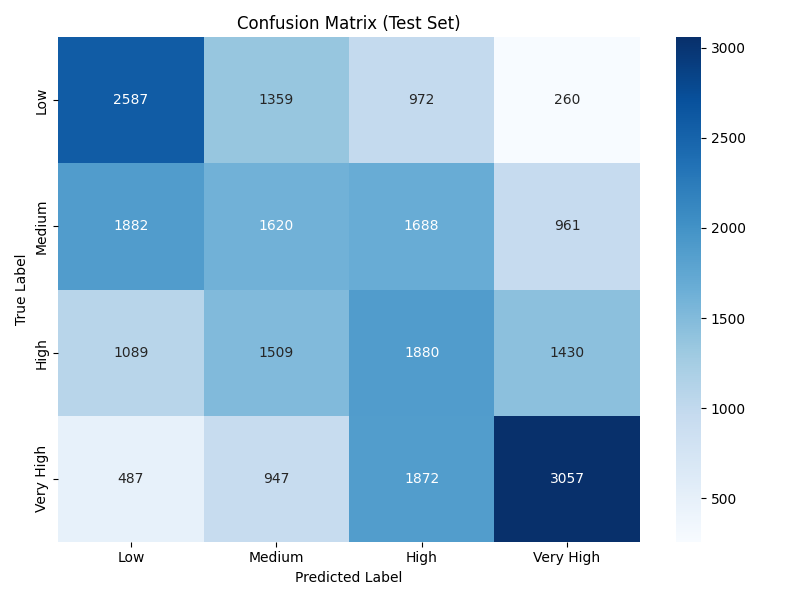 Confusion Matrix (Test Set)
True Label
Low
2587 1359 972 260
Medium
1882 1620 1688 961
High
1089 1509 1880 1430
Very High
487 947 1872 3057
Low Medium High Very High
Predicted Label
3000
2500
2000
1500
1000
500